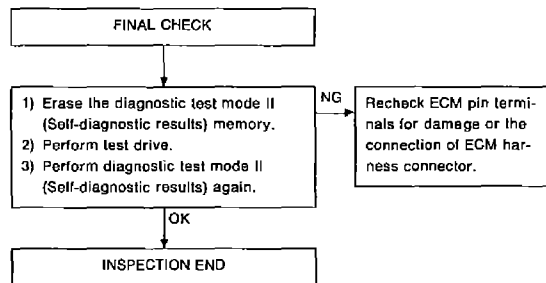 FINAL CHECK
1) Erase the diagnostic test mode II
(Self-diagnostic results) memory.
2) Perform test drive.
3) Perform diagnostic test mode II
(Self-diagnostic results) again.
NG
Recheck ECM pin termi-
nals for damage or the
connection of ECM har-
ness connector.
OK
INSPECTION END